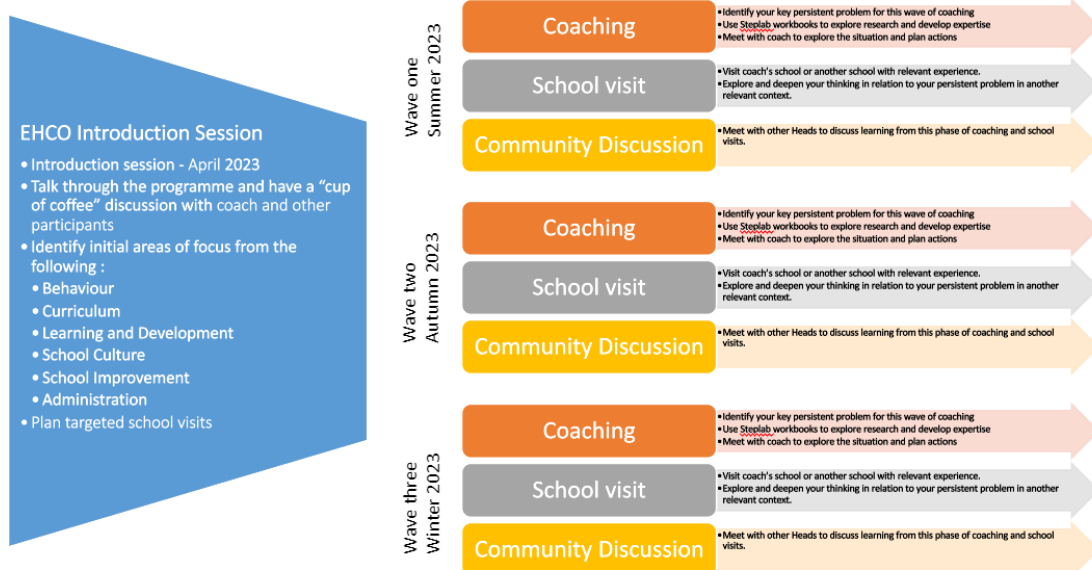 EHCO Introduction Session
• Introduction session - April 2023
• Talk through the programme and have a “cup
of coffee” discussion with coach and other
participants
• Identify initial areas of focus from the
following :
• Behaviour
• Curriculum
• Learning and Development
• School Culture
• School Improvement
• Administration
• Plan targeted school visits
Wave one
Summer 2023
Coaching
•Identify your key persistent problem for this wave of coaching
•Use Steplab workbooks to explore research and develop expertise
•Meet with coach to explore the situation and plan actions
School visit
•Visit coach's school or another school with relevant experience.
•Explore and deepen your thinking in relation to your persistent problem in another
relevant context.
Community Discussion
•Meet with other Heads to discuss learning from this phase of coaching and school
visits.
Wave two
Autumn 2023
Coaching
•Identify your key persistent problem for this wave of coaching
•Use Steplab workbooks to explore research and develop expertise
•Meet with coach to explore the situation and plan actions
School visit
•Visit coach's school or another school with relevant experience.
•Explore and deepen your thinking in relation to your persistent problem in another
relevant context.
Community Discussion
•Meet with other Heads to discuss learning from this phase of coaching and school
visits.
Wave three
Winter 2023
Coaching
•Identify your key persistent problem for this wave of coaching
•Use Steplab workbooks to explore research and develop expertise
•Meet with coach to explore the situation and plan actions
School visit
•Visit coach's school or another school with relevant experience.
•Explore and deepen your thinking in relation to your persistent problem in another
relevant context.
Community Discussion
•Meet with other Heads to discuss learning from this phase of coaching and school
visits.